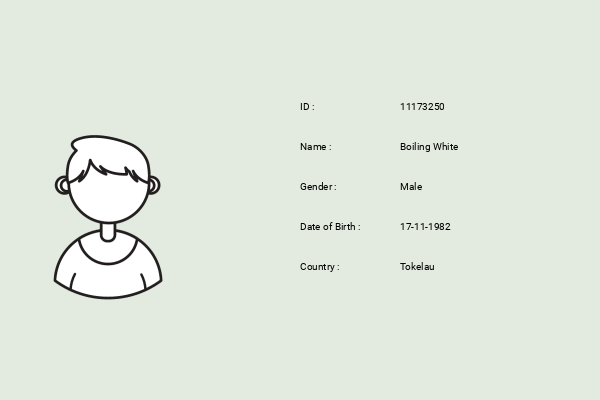 ID : 11173250
Name : Boiling White
Gender : Male
Date of Birth : 17-11-1982
Country : Tokelau